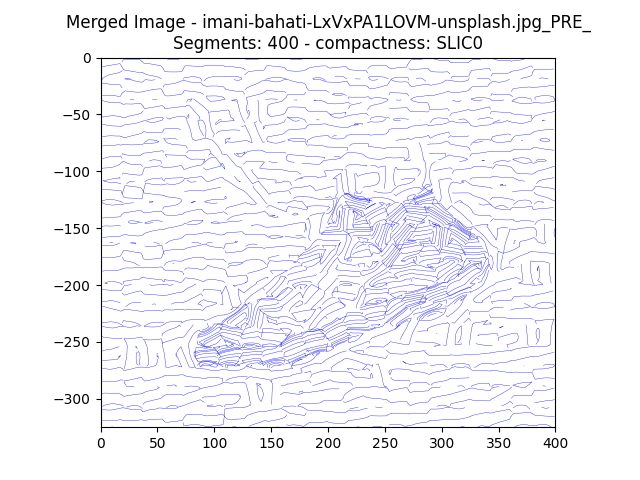 Merged Image - imani-bahati-LxVxPA1LOVM-unsplash.jpg_PRE_
Segments: 400 - compactness: SLIC0
0
−50
−100
−150
−200
−250
−300
0 50 100 150 200 250 300 350 400